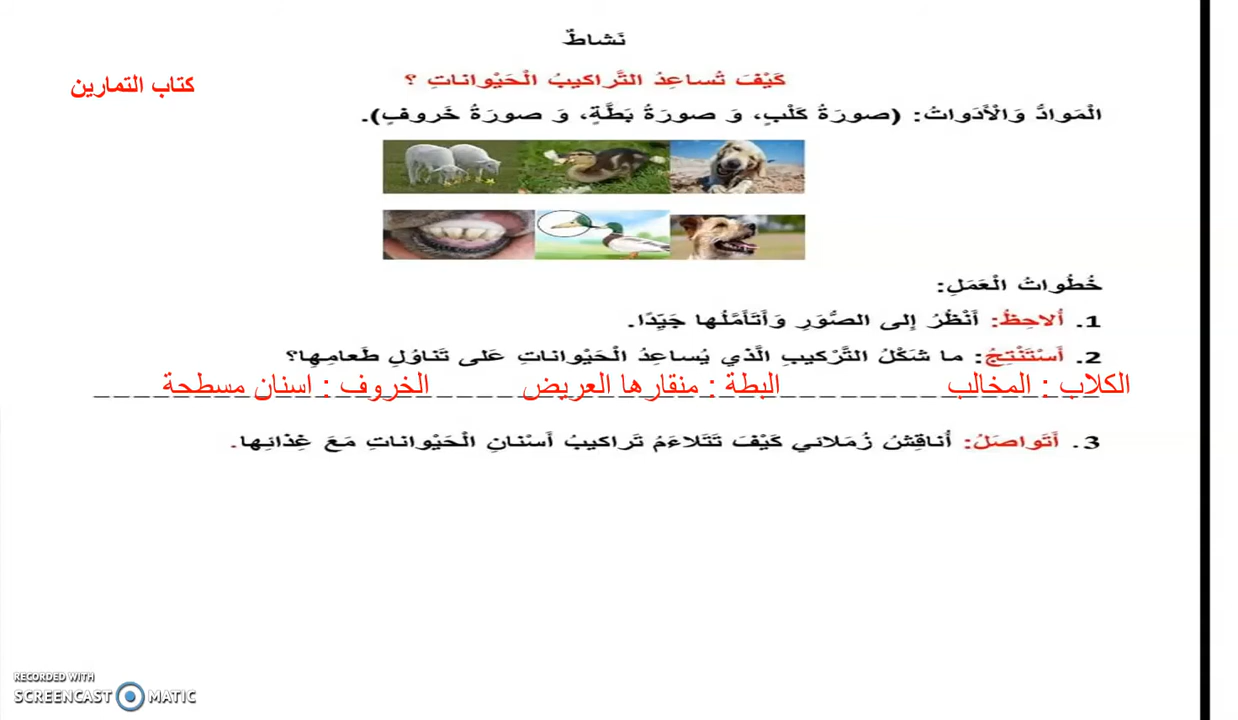 نَشاطٌ
كَيْفَ تُساعِدُ التَّراكيبُ الْحَيْواناتِ ؟
كتاب التمارين
الْمَوادُّ وَالْأَدَواتُ: (صورَةُ كَلْبٍ، وَ صورَةُ بَطَّةٍ، وَ صورَةُ خَروفٍ).
خُطُواتُ الْعَمَلِ:
1. أُلاحِظُ: أَنْظُرُ إِلى الصُّوَرِ وَأَتَأَمَّلُها جَيِّدًا.
2. أَسْتَنْتِجُ: ما شَكْلُ التَّرْكيبِ الَّذي يُساعِدُ الْحَيْواناتِ عَلى تَناوُلِ طَعامِها؟
الكلاب : المخالب البطة : منقارها العريض الخروف : اسنان مسطحة
3. أَتَواصَلُ: أُناقِشُ زُمَلائي كَيْفَ تَتَلاءَمُ تَراكيبُ أَسْنانِ الْحَيْواناتِ مَعَ غِذائِها.
RECORDED WITH
SCREENCAST MATIC